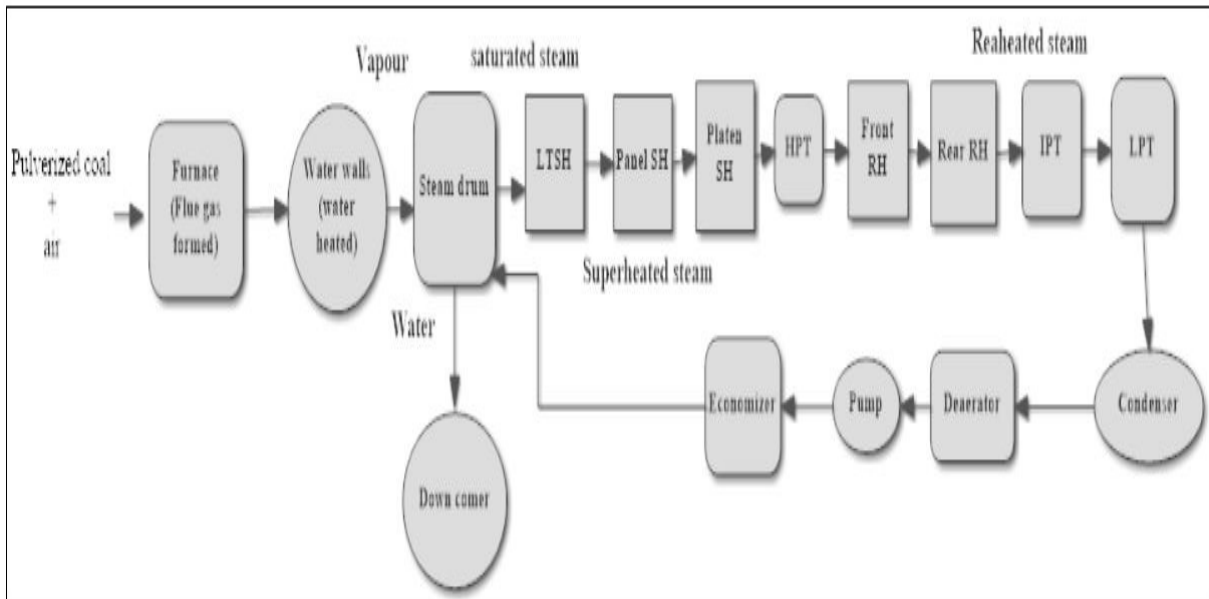 Vapour
saturated steam
Reaheated steam
Pulverized coal
+
air
Furnace
(Flue gas
formed)
Water walls
(water
heated)
Steam drum
LTSH
Panel SH
Platen
SH
HPT
Front
RH
Rear RH
IPT
LPT
Superheated steam
Water
Economizer
Pump
Deaerator
Condenser
Down comer